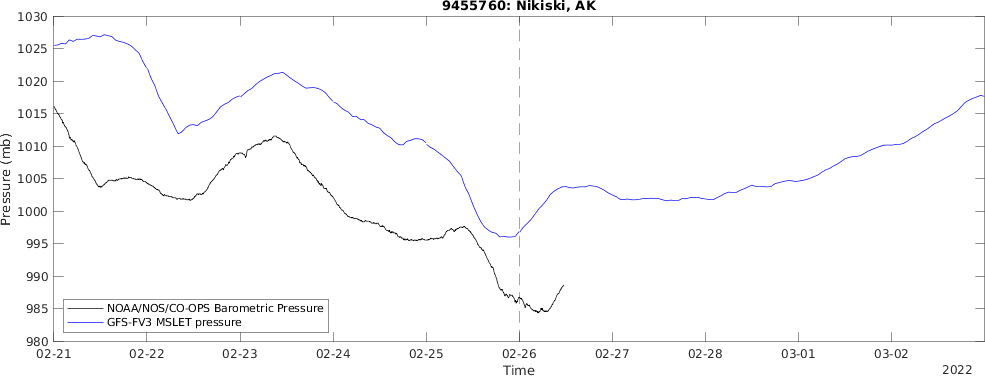 9455760: Nikiski, AK
Pressure (mb)
1030
1025
1020
1015
1010
1005
1000
995
990
985
980
NOAA/NOS/CO-OPS Barometric Pressure
GFS-FV3 MSLET pressure
02-21 02-22 02-23 02-24 02-25 02-26 02-27 02-28 03-01 03-02
Time
2022